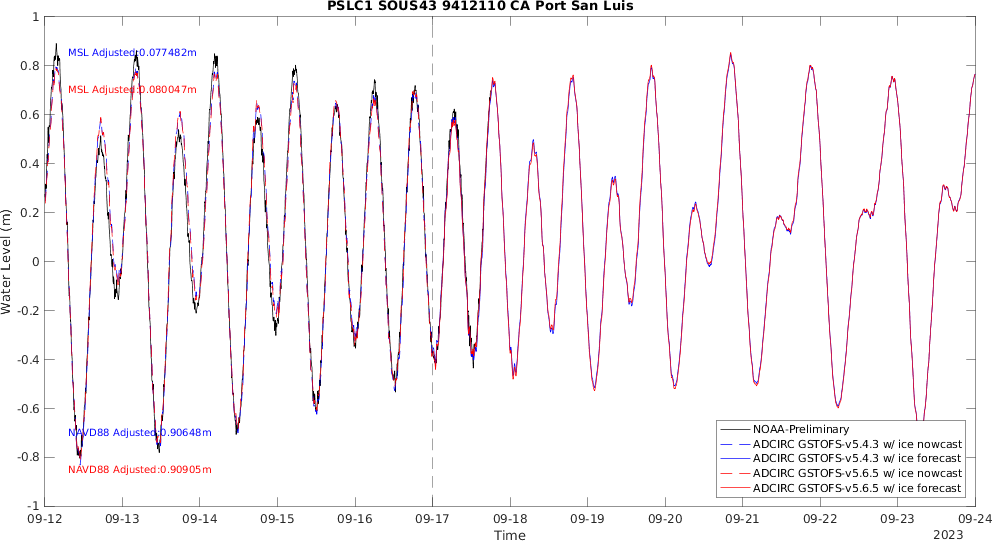 PSLC1 SOUS43 9412110 CA Port San Luis
1
0.8
0.6
0.4
0.2
0
-0.2
-0.4
-0.6
-0.8
-1
Water Level (m)
MSL Adjusted:0.077482m
MSL Adjusted:0.080047m
NAVD88 Adjusted:0.90648m
NAVD88 Adjusted:0.90905m
NOAA-Preliminary
ADCIRC GSTOFS-v5.4.3 w/ ice nowcast
ADCIRC GSTOFS-v5.4.3 w/ ice forecast
ADCIRC GSTOFS-v5.6.5 w/ ice nowcast
ADCIRC GSTOFS-v5.6.5 w/ ice forecast
09-12 09-13 09-14 09-15 09-16 09-17 09-18 09-19 09-20 09-21 09-22 09-23 09-24
Time
2023